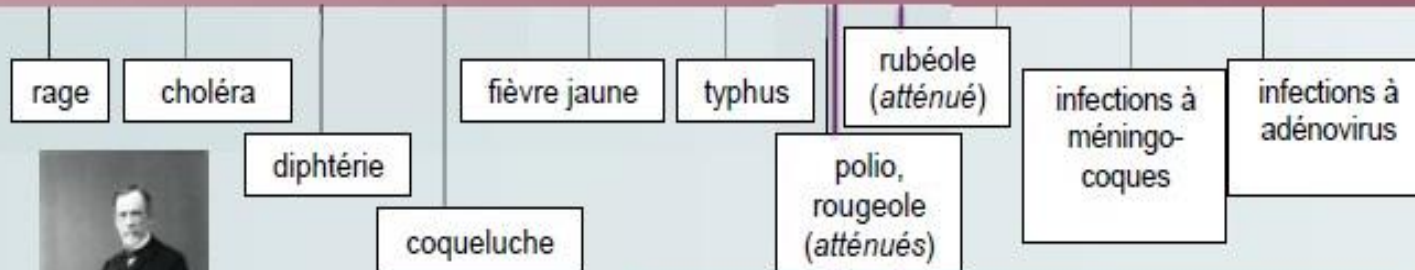 rage
choléra
diphtérie
coqueluche
fièvre jaune
typhus
polio,
rougeole
(atténués)
rubéole
(atténué)
infections à
méningo-
coques
infections à
adénovirus